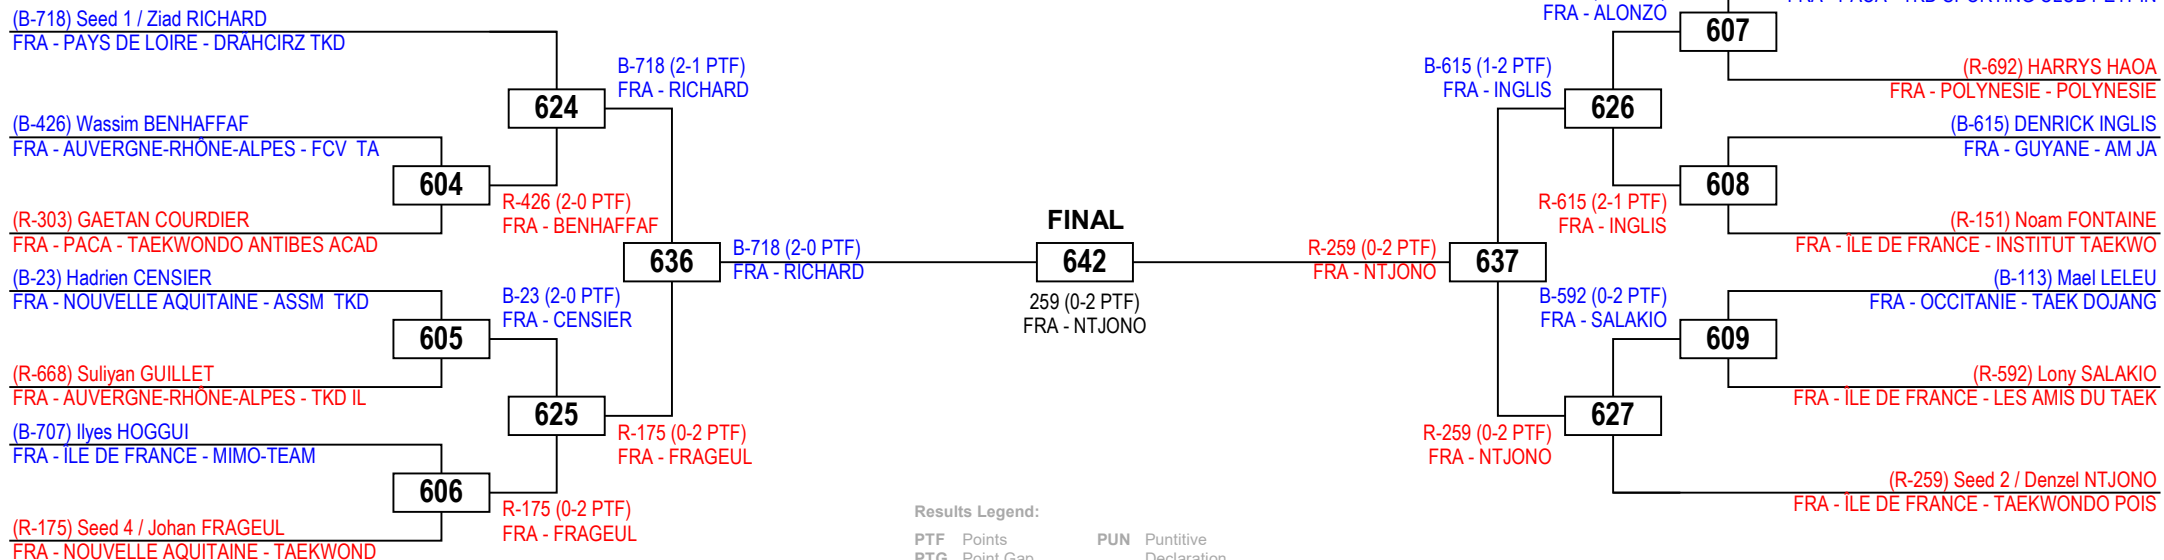 (B-718) Seed 1 / Ziad RICHARD
FRA - PAYS DE LOIRE - DRÄHCIRZ TKD
624
B-718 (2-1 PTF)
FRA - RICHARD
(B-426) Wassim BENHAFFAF
FRA - AUVERGNE-RHÔNE-ALPES - FCV TA
604
R-426 (2-0 PTF)
FRA - BENHAFFAF
(R-303) GAETAN COURDIER
FRA - PACA - TAEKWONDO ANTIBES ACAD
636
B-718 (2-0 PTF)
FRA - RICHARD
(B-23) Hadrien CENSIER
FRA - NOUVELLE AQUITAINE - ASSM TKD
605
B-23 (2-0 PTF)
FRA - CENSIER
(R-668) Suliyan GUILLET
FRA - AUVERGNE-RHÔNE-ALPES - TKD IL
625
R-175 (0-2 PTF)
FRA - FRAGEUL
(B-707) Ilyes HOGGUI
FRA - ÎLE DE FRANCE - MIMO-TEAM
606
R-175 (0-2 PTF)
FRA - FRAGEUL
(R-175) Seed 4 / Johan FRAGEUL
FRA - NOUVELLE AQUITAINE - TAEKWOND
FINAL
642
259 (0-2 PTF)
FRA - NTJONO
Results Legend:
PTF Points
PUN Puntitive
PTG Point Gap
Declaration
FRA - ALONZO
607
(R-692) HARRYS HAOA
FRA - POLYNESIE - POLYNESIE
B-615 (1-2 PTF)
FRA - INGLIS
626
(B-615) DENRICK INGLIS
FRA - GUYANE - AM JA
608
R-615 (2-1 PTF)
FRA - INGLIS
(R-151) Noam FONTAINE
FRA - ÎLE DE FRANCE - INSTITUT TAEKWO
R-259 (0-2 PTF)
FRA - NTJONO
637
(B-113) Mael LELEU
FRA - OCCITANIE - TAEK DOJANG
B-592 (0-2 PTF)
FRA - SALAKIO
609
(R-592) Lony SALAKIO
FRA - ÎLE DE FRANCE - LES AMIS DU TAEK
627
R-259 (0-2 PTF)
FRA - NTJONO
(R-259) Seed 2 / Denzel NTJONO
FRA - ÎLE DE FRANCE - TAEKWONDO POIS